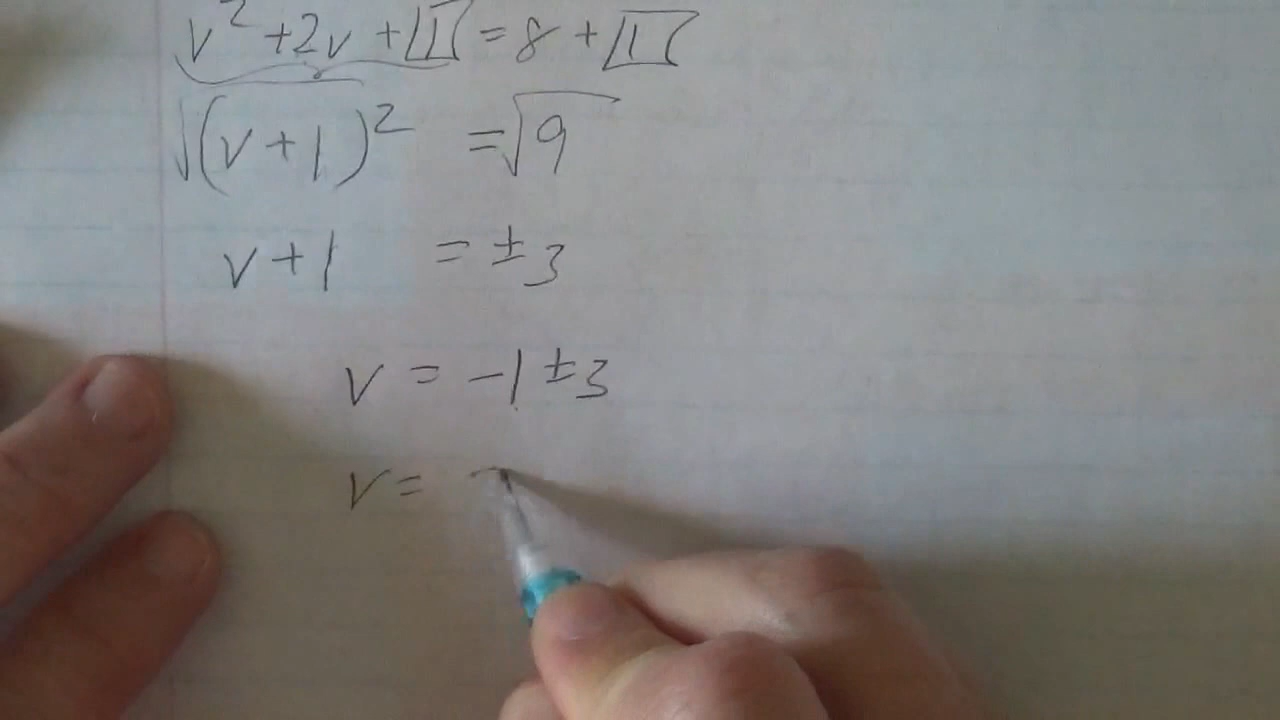 v² + 2v + 1 = 8 + 1
√(v + 1)² = √9
v + 1 = ± 3
v = -1 ± 3
v =